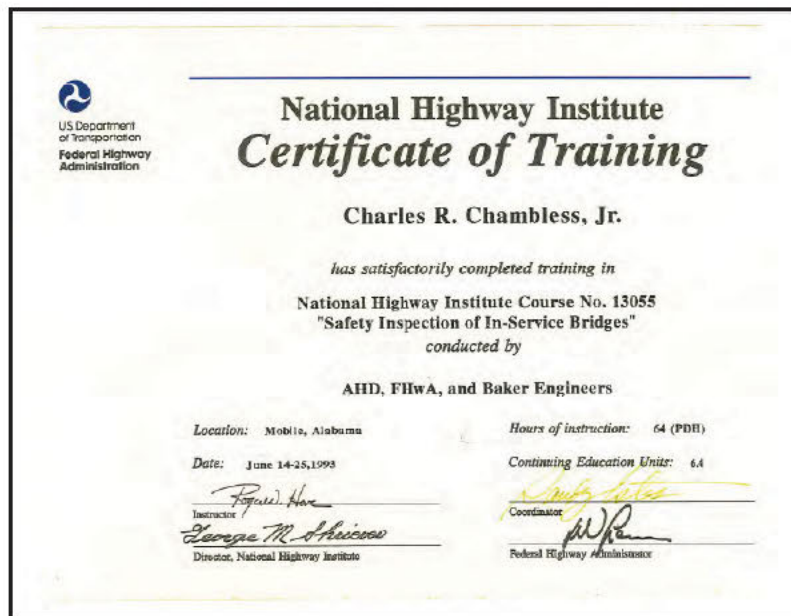 US Department
of Transportation
Federal Highway
Administration
National Highway Institute
Certificate of Training
Charles R. Chambless, Jr.
has satisfactorily completed training in
National Highway Institute Course No. 13055
"Safety Inspection of In-Service Bridges"
conducted by
AHD, FHwA, and Baker Engineers
Location: Mobile, Alabama
Hours of instruction: 64 (PDH)
Date: June 14-25,1993
Continuing Education Units: 6.4
Instructor
Coordinator
George M
Director, National Highway Institute
Federal Highway Administrator